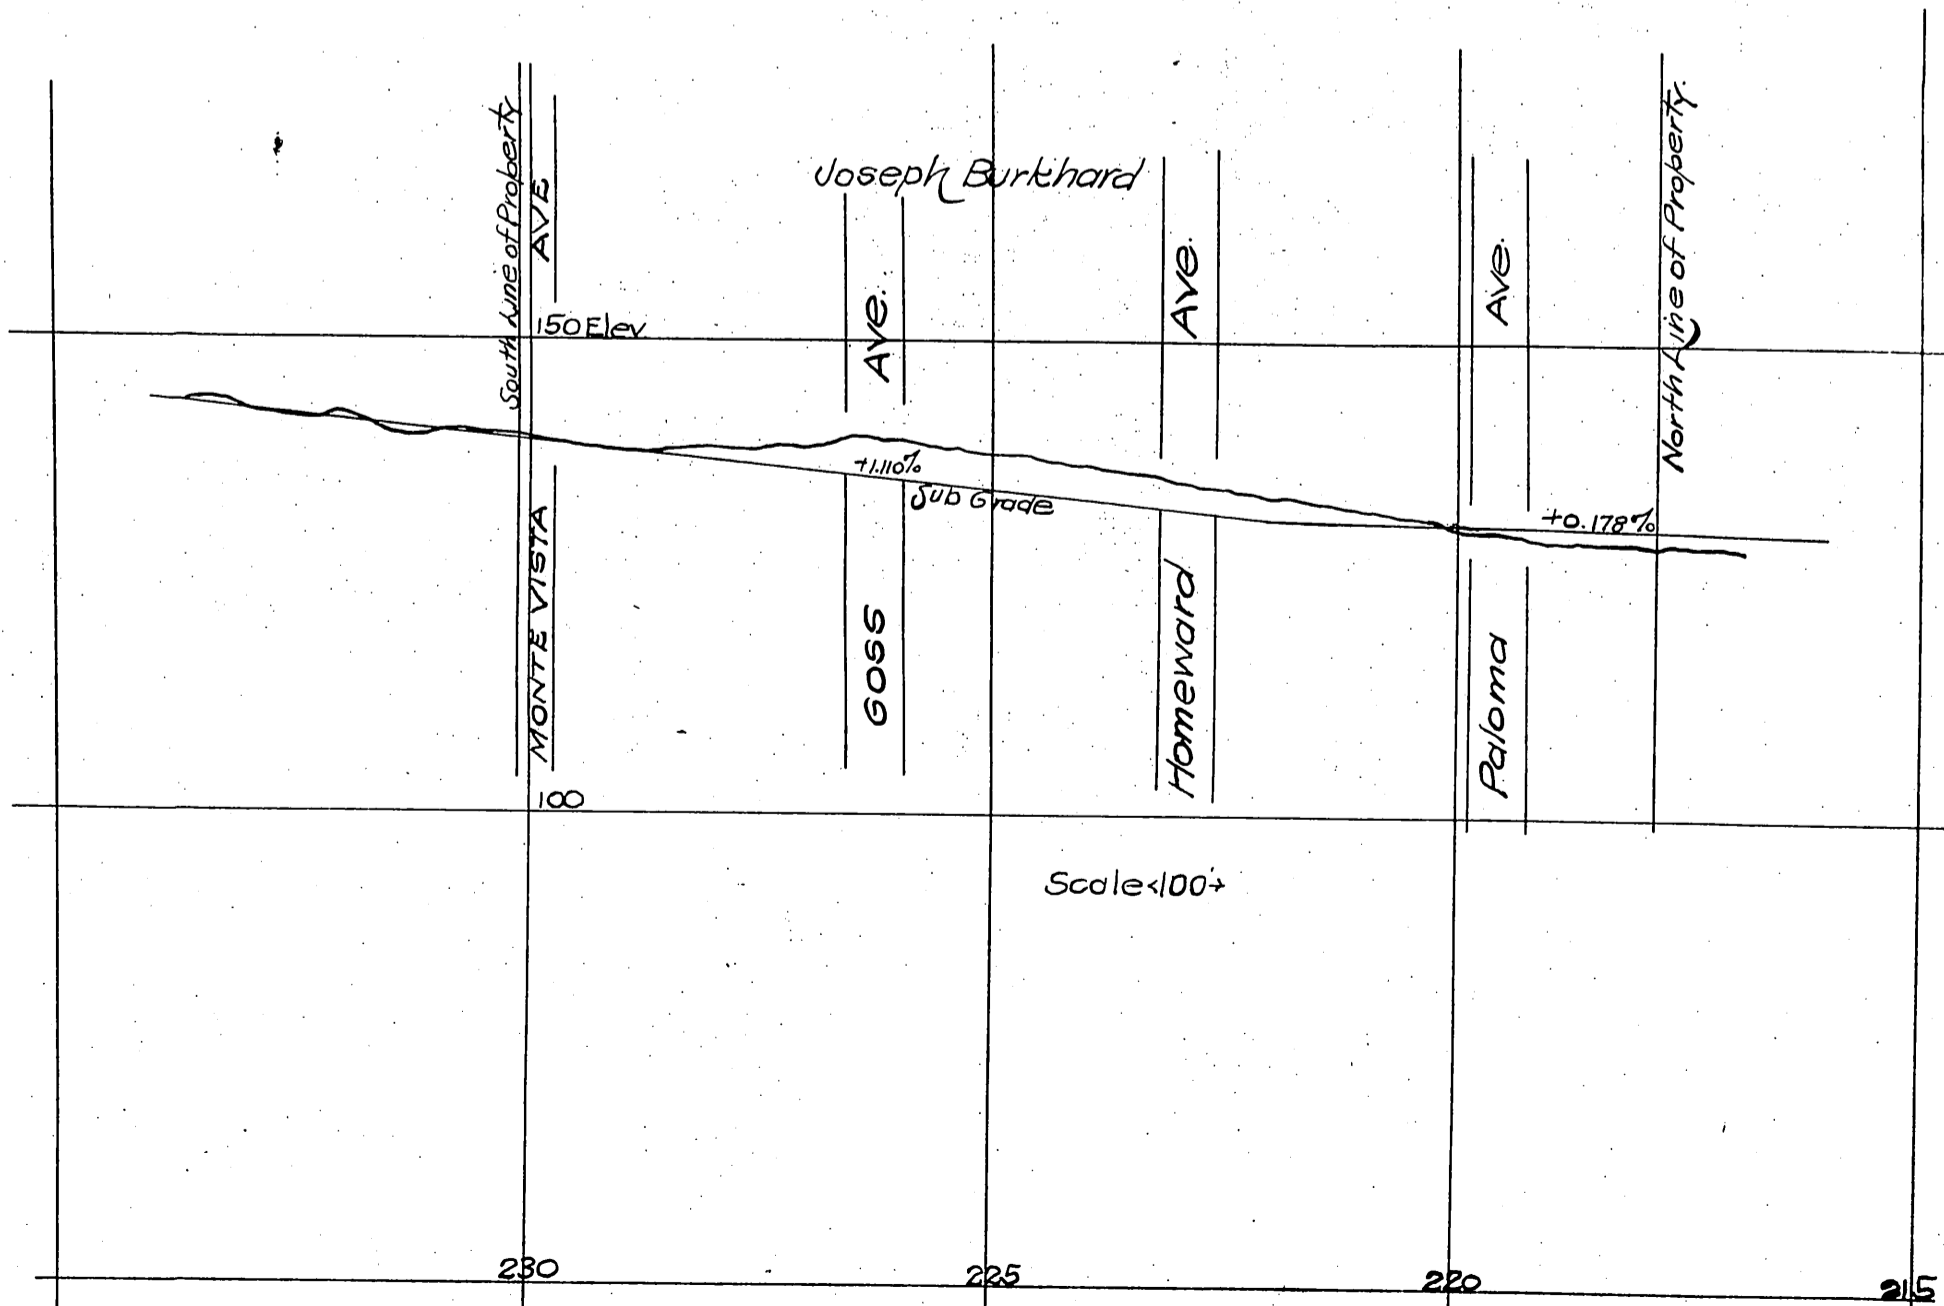 South Line of Property
MONTE VISTA AVE
Joseph Burkhard
GOSS Ave.
Homeward Ave.
Paloma Ave.
North Line of Property.
150 Elev
+1.110%
Sub Grade
+0.178%
100
Scale <100'>
230
225
220
215